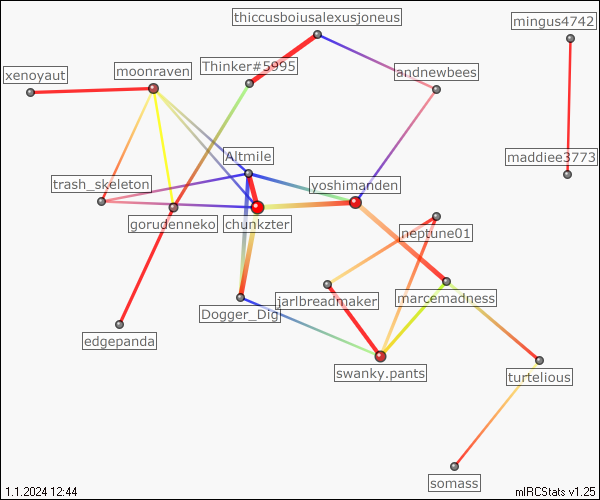 thiccusboiusalexusjoneus
mingus4742
xenoyaut
moonraven
Thinker#5995
andnewbees
Altmile
maddiee3773
trash_skeleton
yoshimanden
gorudenneko
chunkzter
neptune01
Dogger_Dig
jarlbreadmaker
marcemadness
edgepanda
swanky.pants
turtelious
somass
1.1.2024 12:44
mIRCStats v1.25